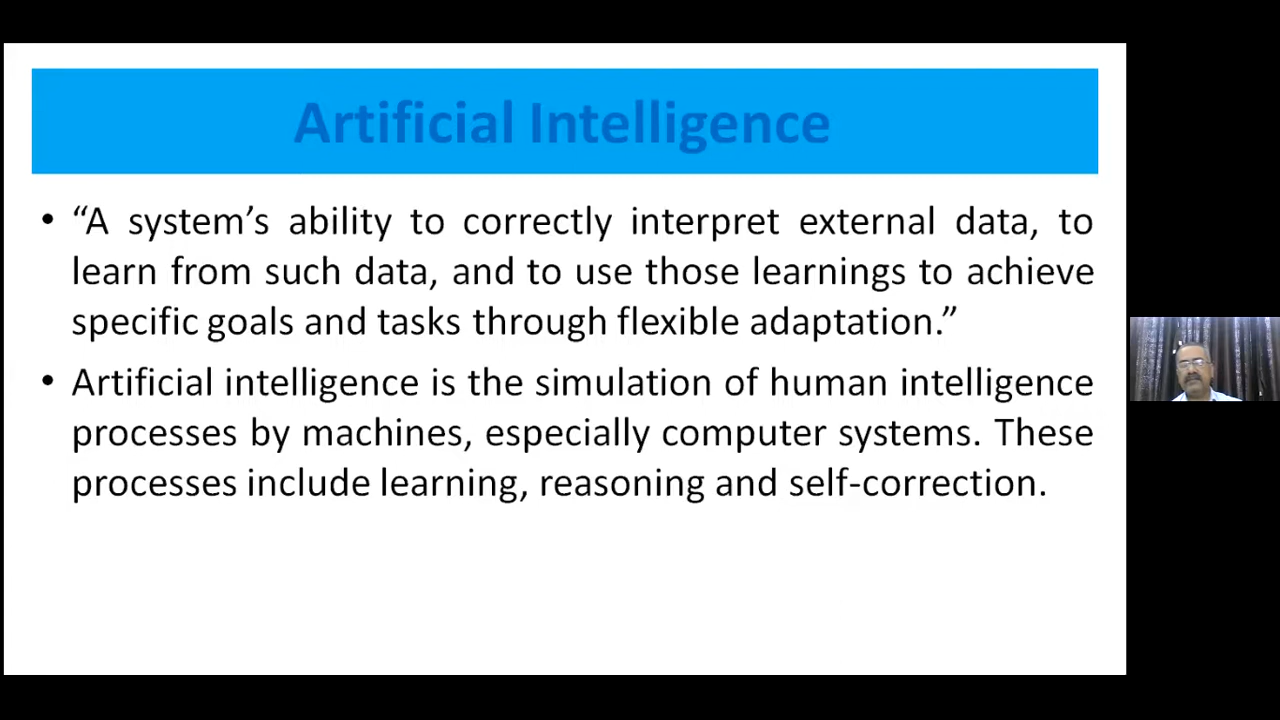 Artificial Intelligence
• “A system’s ability to correctly interpret external data, to
learn from such data, and to use those learnings to achieve
specific goals and tasks through flexible adaptation.”
• Artificial intelligence is the simulation of human intelligence
processes by machines, especially computer systems. These
processes include learning, reasoning and self-correction.